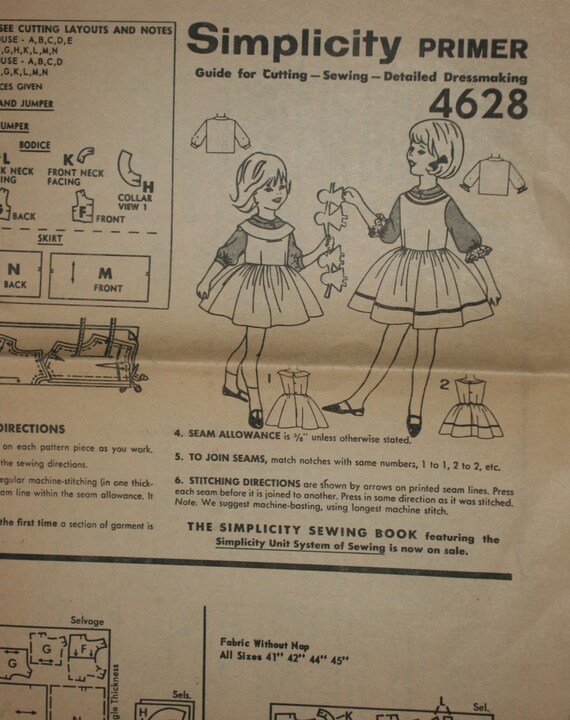 SEE CUTTING LAYOUTS AND NOTES
USE - A,B,C,D,E
,G,H,K,L,M,N
OUSE - A,B,C,D
,G,K,L,M,N
CES GIVEN
AND JUMPER
UMPER
BODICE
L
K NECK
ING
K
FRONT NECK
FACING
H
COLLAR
VIEW 1
G BACK
F FRONT
SKIRT
N
BACK
M
FRONT
Simplicity PRIMER
Guide for Cutting — Sewing — Detailed Dressmaking
4628
1
2
DIRECTIONS
on each pattern piece as you work.
the sewing directions.
egular machine-stitching (in one thick-
am line within the seam allowance. It
the first time a section of garment is
4. SEAM ALLOWANCE is ⅝" unless otherwise stated.
5. TO JOIN SEAMS, match notches with same numbers, 1 to 1, 2 to 2, etc.
6. STITCHING DIRECTIONS are shown by arrows on printed seam lines. Press
each seam before it is joined to another. Press in same direction as it was stitched.
Note: We suggest machine-basting, using longest machine stitch.
THE SIMPLICITY SEWING BOOK featuring the
Simplicity Unit System of Sewing is now on sale.
Selvage
G
G
F
E
Y
N
gle Thickness
Sels.
H
Fabric Without Nap
All Sizes 41" 42" 44" 45"
L
Sel.
E
K